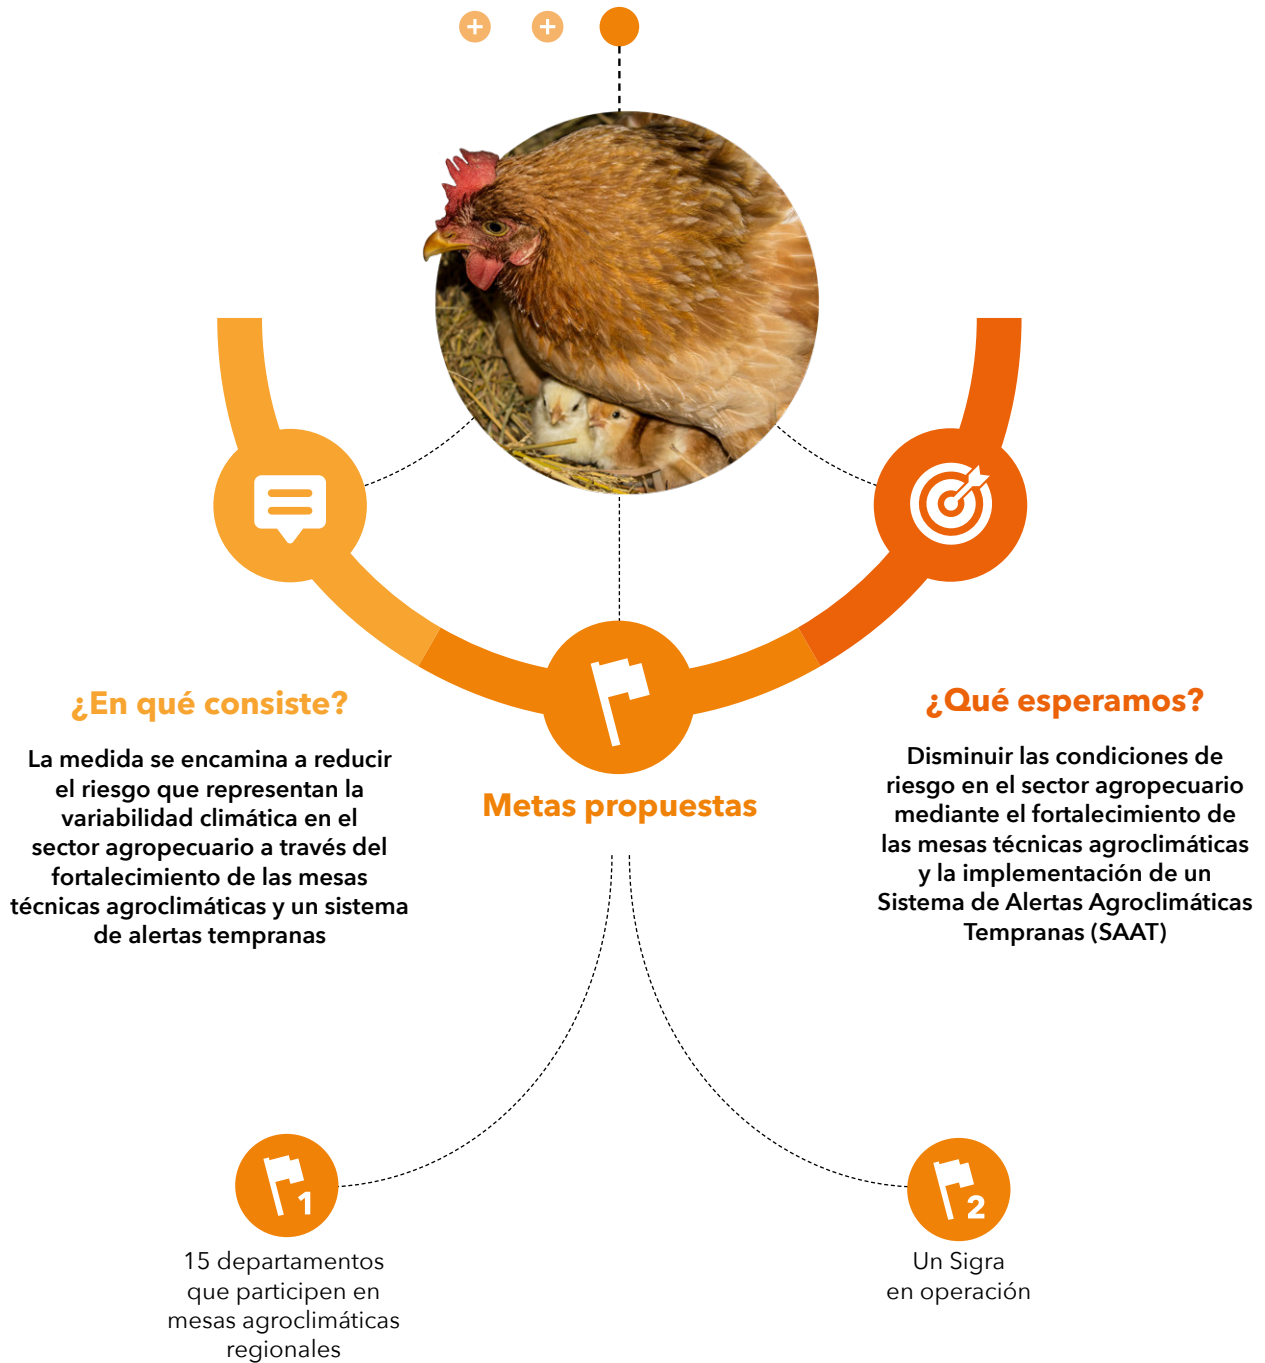 ¿En qué consiste?
La medida se encamina a reducir
el riesgo que representan la
variabilidad climática en el
sector agropecuario a través del
fortalecimiento de las mesas
técnicas agroclimáticas y un sistema
de alertas tempranas
Metas propuestas
¿Qué esperamos?
Disminuir las condiciones de
riesgo en el sector agropecuario
mediante el fortalecimiento de
las mesas técnicas agroclimáticas
y la implementación de un
Sistema de Alertas Agroclimáticas
Tempranas (SAAT)
1
15 departamentos
que participen en
mesas agroclimáticas
regionales
2
Un Sigra
en operación